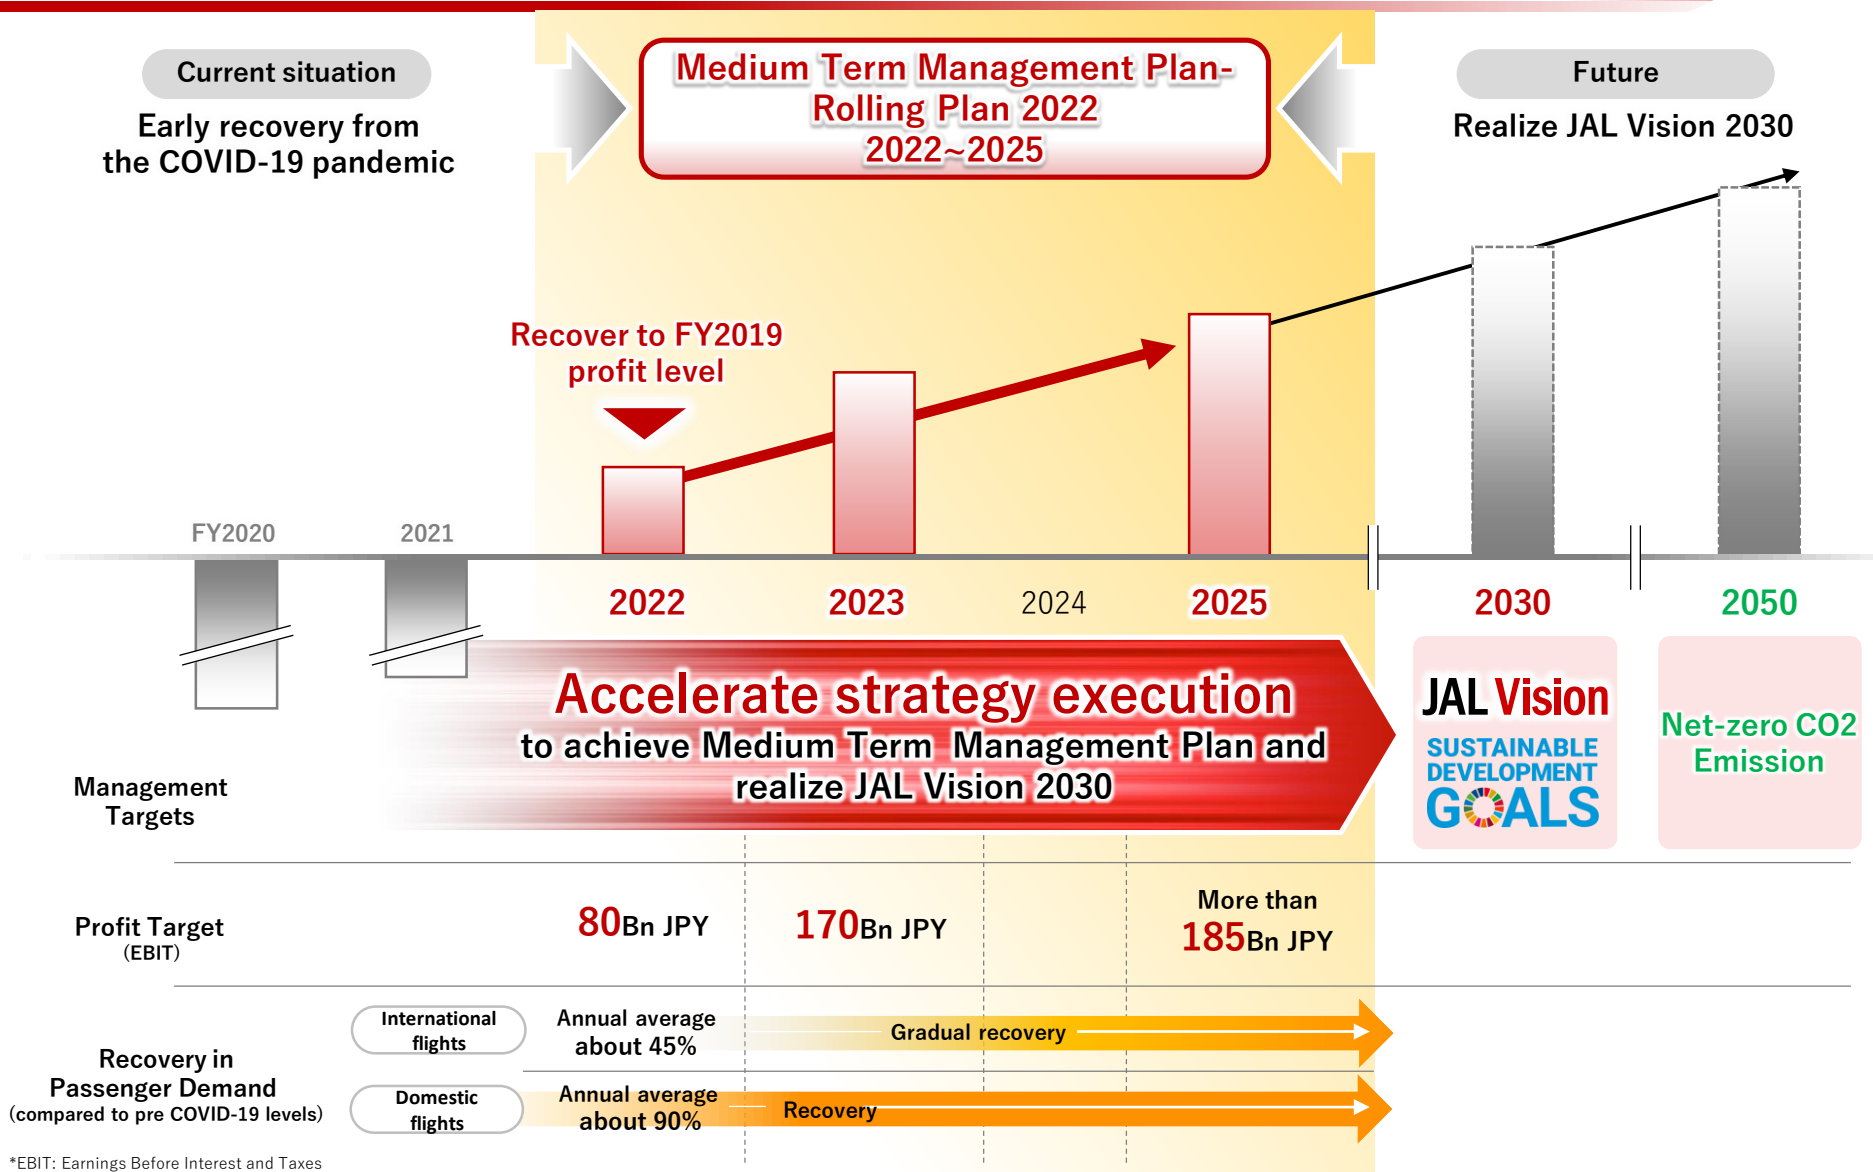 Current situation
Early recovery from
the COVID-19 pandemic
Medium Term Management Plan-
Rolling Plan 2022
2022~2025
Future
Realize JAL Vision 2030
Recover to FY2019
profit level
FY2020
2021
2022
2023
2024
2025
2030
2050
Management
Targets
Accelerate strategy execution
to achieve Medium Term Management Plan and
realize JAL Vision 2030
JAL Vision
SUSTAINABLE
DEVELOPMENT
GOALS
Net-zero CO2
Emission
Profit Target
(EBIT)
80Bn JPY
170Bn JPY
More than
185Bn JPY
Recovery in
Passenger Demand
(compared to pre COVID-19 levels)
International
flights
Annual average
about 45%
Gradual recovery
Domestic
flights
Annual average
about 90%
Recovery
*EBIT: Earnings Before Interest and Taxes